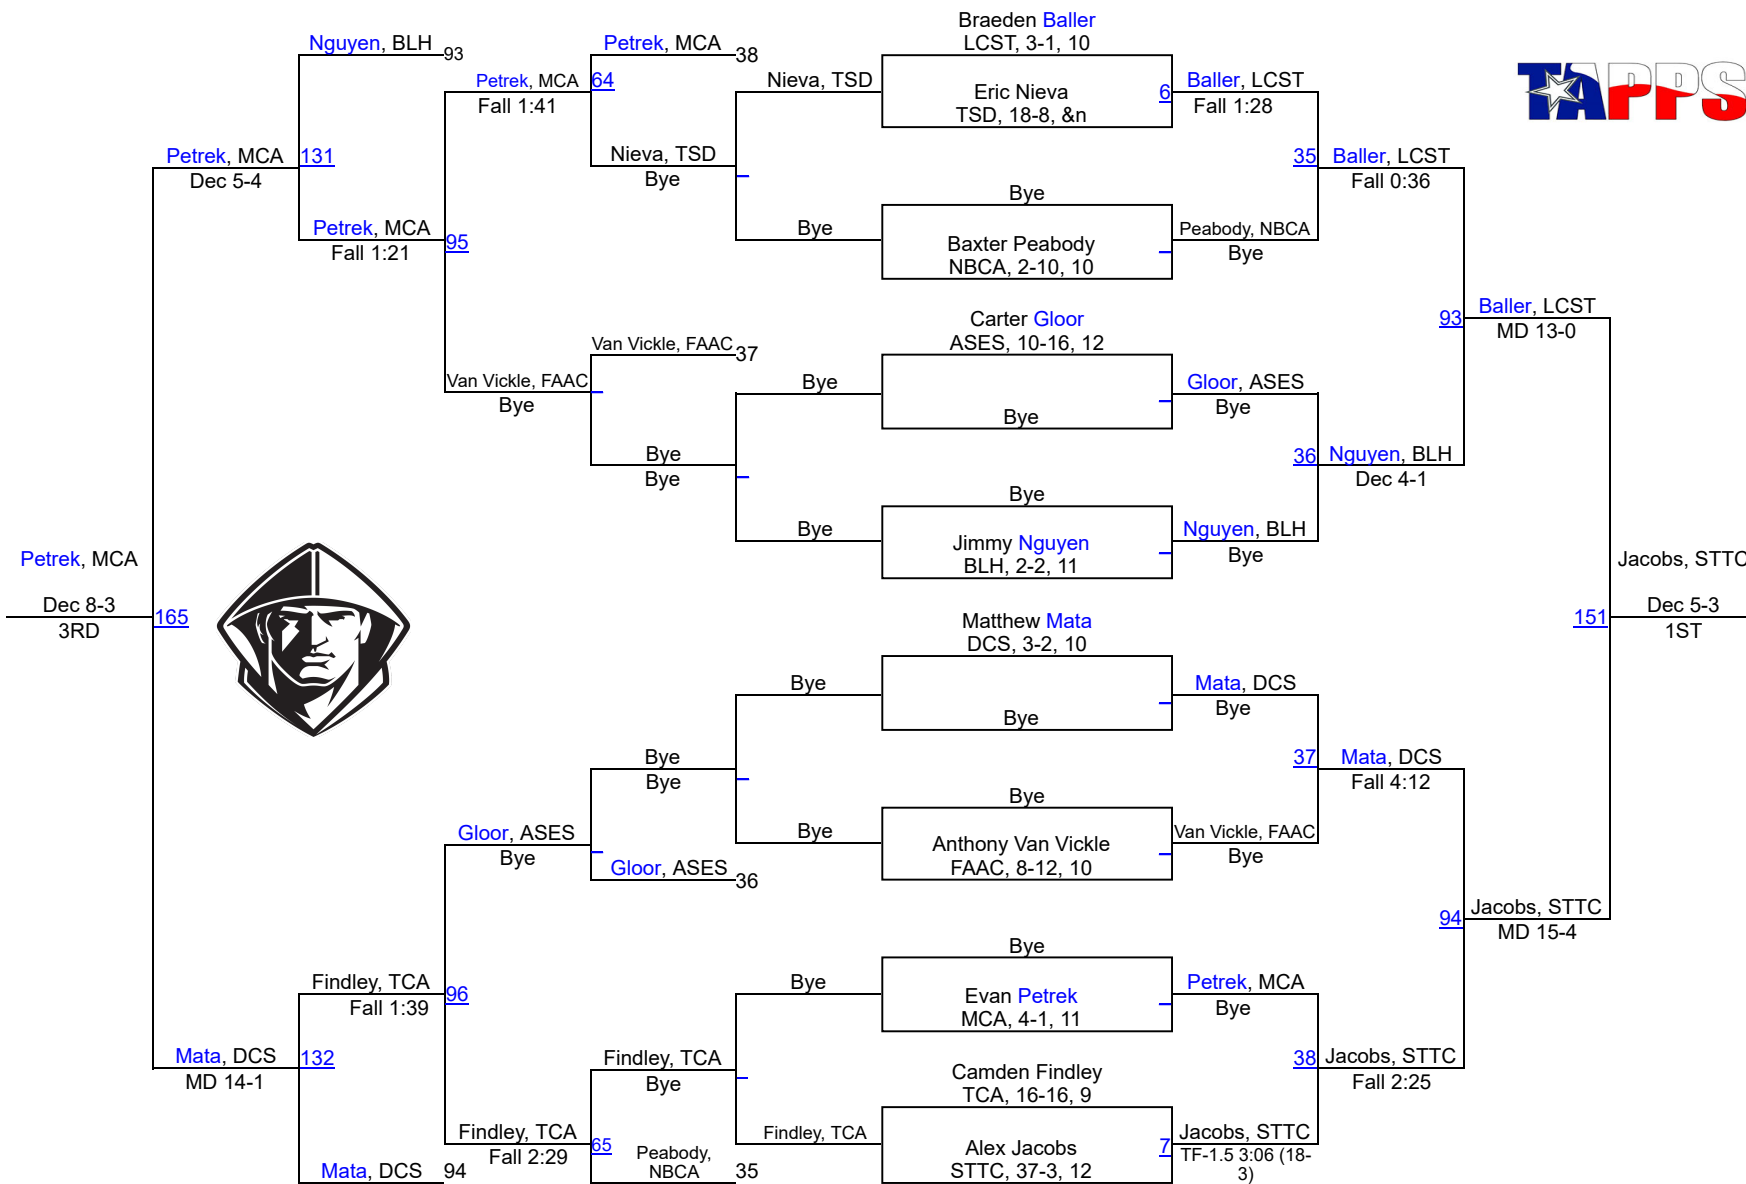 Braeden Baller
LCST, 3-1, 10
Nguyen, BLH
93
Petrek, MCA
38
TAPPS
Petrek, MCA
64
Fall 1:41
Nieva, TSD
Eric Nieva
TSD, 18-8, &n
6
Baller, LCST
Fall 1:28
Petrek, MCA
131
Dec 5-4
Nieva, TSD
Bye
35
Baller, LCST
Fall 0:36
Bye
Petrek, MCA
95
Fall 1:21
Bye
Baxter Peabody
NBCA, 2-10, 10
Peabody, NBCA
Bye
Carter Gloor
ASES, 10-16, 12
93
Baller, LCST
MD 13-0
Van Vickle, FAAC
37
Van Vickle, FAAC
Bye
Bye
Bye
Gloor, ASES
Bye
Bye
Bye
36
Nguyen, BLH
Dec 4-1
Bye
Bye
Jimmy Nguyen
BLH, 2-2, 11
Nguyen, BLH
Bye
Petrek, MCA
Dec 8-3
3RD
165
Jacobs, STTC
151
Dec 5-3
1ST
Matthew Mata
DCS, 3-2, 10
Bye
Bye
Mata, DCS
Bye
Bye
Bye
37
Mata, DCS
Fall 4:12
Bye
Gloor, ASES
Bye
Bye
Anthony Van Vickle
FAAC, 8-12, 10
Van Vickle, FAAC
Bye
Gloor, ASES
36
94
Jacobs, STTC
MD 15-4
Bye
Findley, TCA
96
Fall 1:39
Bye
Evan Petrek
MCA, 4-1, 11
Petrek, MCA
Bye
Mata, DCS
132
MD 14-1
Findley, TCA
Bye
Camden Findley
TCA, 16-16, 9
38
Jacobs, STTC
Fall 2:25
Findley, TCA
65
Fall 2:29
Findley, TCA
Alex Jacobs
STTC, 37-3, 12
7
Jacobs, STTC
TF-1.5 3:06 (18-
3)
Mata, DCS
94
Peabody,
NBCA
35